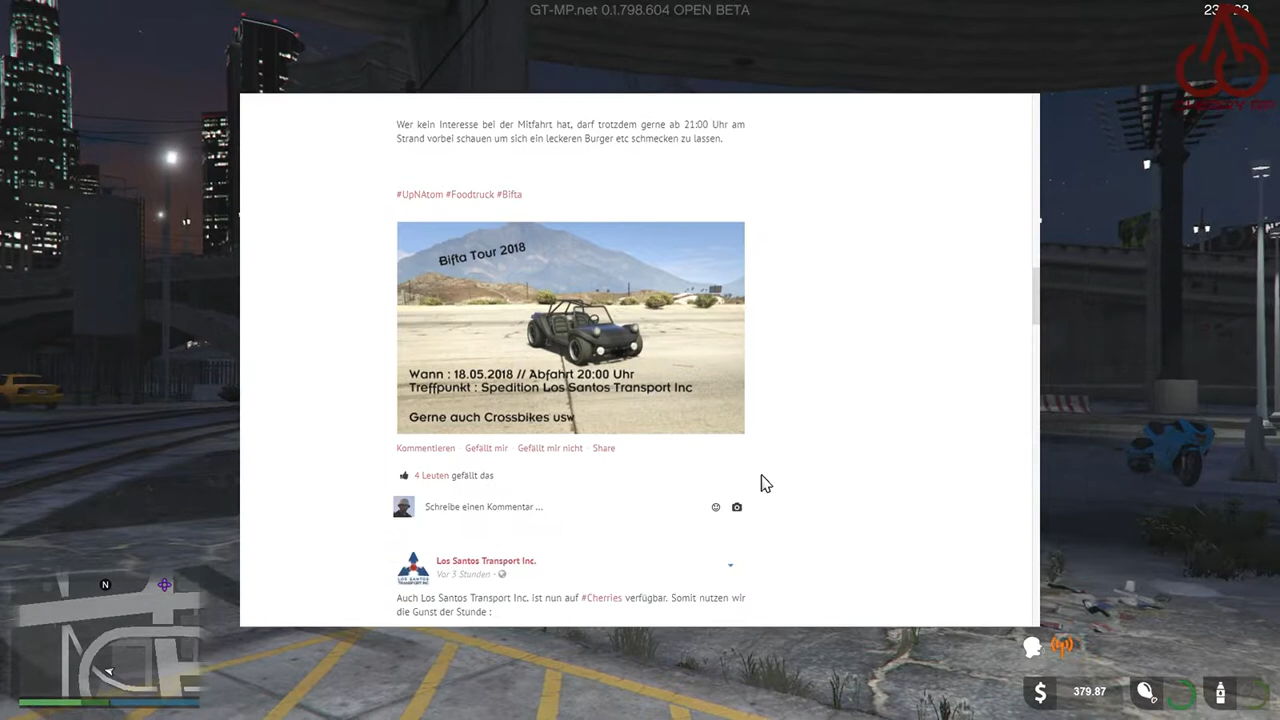 GT-MP.net 0.1.798.604 OPEN BETA
Wer kein Interesse bei der Mitfahrt hat, darf trotzdem gerne ab 21:00 Uhr am
Strand vorbei schauen um sich ein leckeren Burger etc schmecken zu lassen.
#UpNAtom #Foodtruck #Bifta
Bifta Tour 2018
Wann : 18.05.2018 // Abfahrt 20:00 Uhr
Treffpunkt : Spedition Los Santos Transport Inc
Gerne auch Crossbikes usw
Kommentieren · Gefällt mir · Gefällt mir nicht · Share
4 Leuten gefällt das
Schreibe einen Kommentar ...
Los Santos Transport Inc.
Vor 3 Stunden -
Auch Los Santos Transport Inc. ist nun auf #Cherries verfügbar. Somit nutzen wir
die Gunst der Stunde :
N
$ 379.87